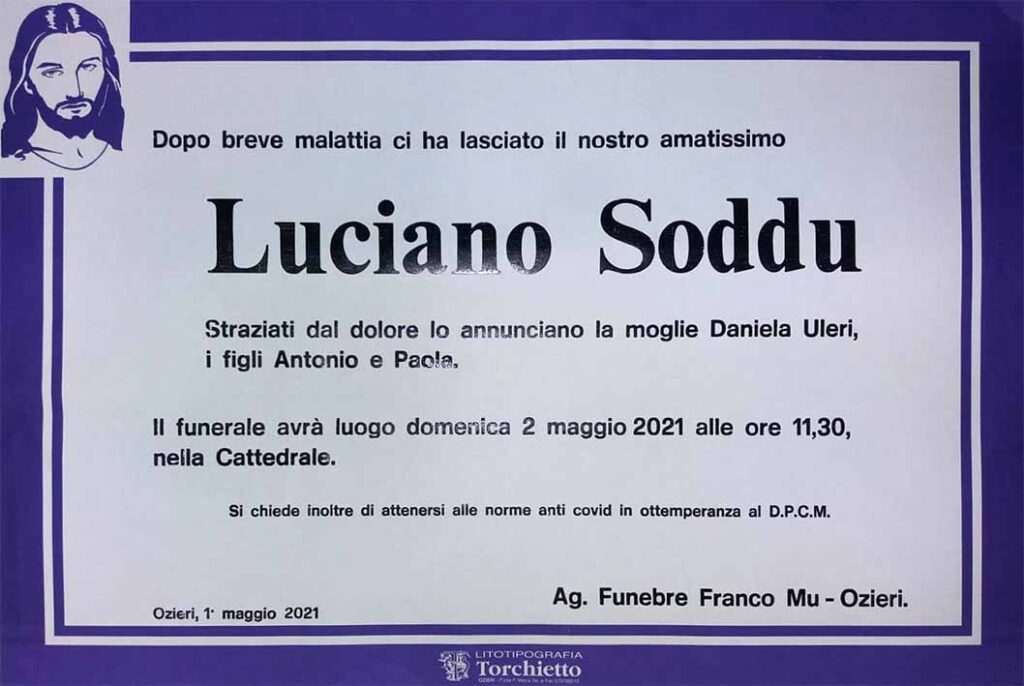 Dopo breve malattia ci ha lasciato il nostro amatissimo
Luciano Soddu
Straziati dal dolore lo annunciano la moglie Daniela Uleri,
i figli Antonio e Paola.
Il funerale avrà luogo domenica 2 maggio 2021 alle ore 11,30,
nella Cattedrale.
Si chiede inoltre di attenersi alle norme anti covid in ottemperanza al D.P.C.M.
Ag. Funebre Franco Mu - Ozieri.
Ozieri, 1° maggio 2021
LITOTIPOGRAFIA
Torchietto